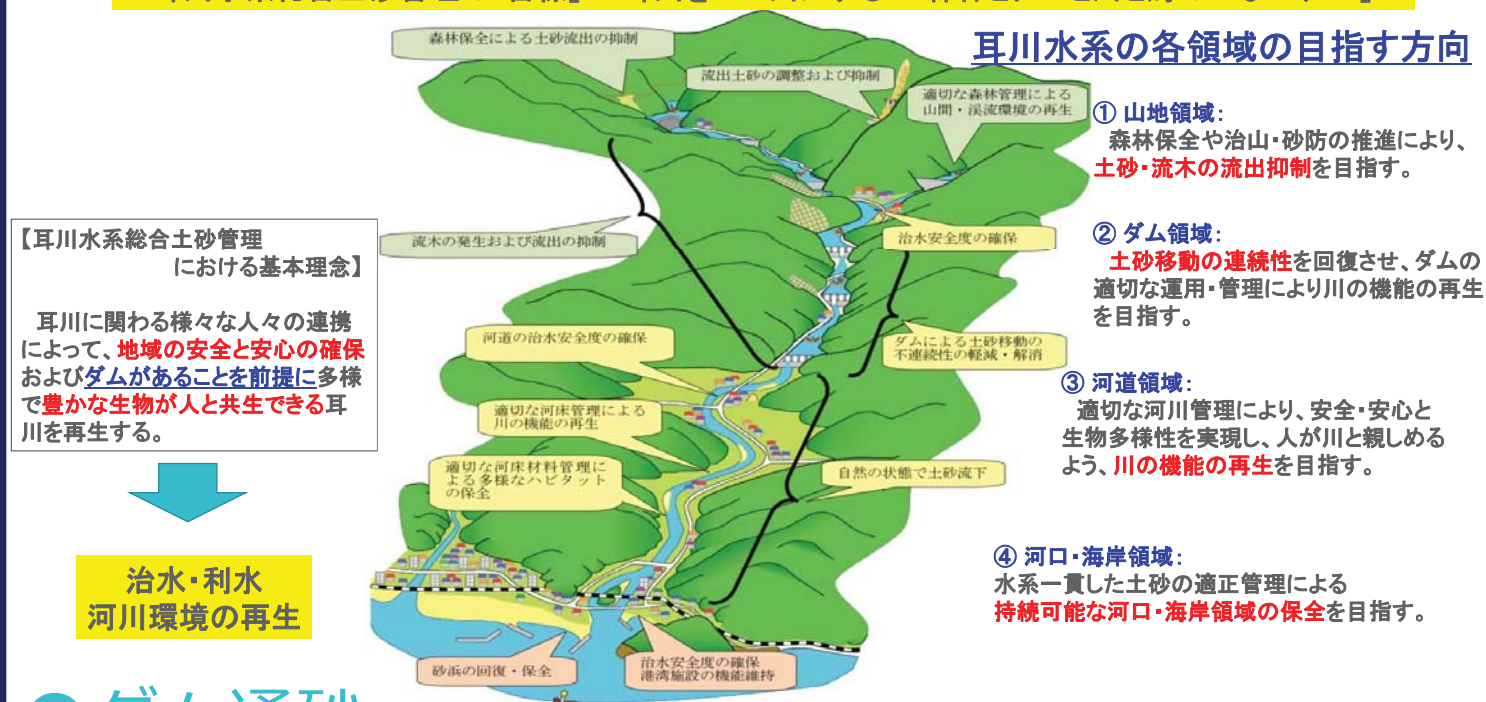 耳川水系の各領域の目指す方向
① 山地領域：
森林保全や治山・砂防の推進により、
土砂・流木の流出抑制を目指す。
② ダム領域：
土砂移動の連続性を回復させ、ダムの
適切な運用・管理により川の機能の再生
を目指す。
③ 河道領域：
適切な河川管理により、安全・安心と
生物多様性を実現し、人が川と親しめる
よう、川の機能の再生を目指す。
④ 河口・海岸領域：
水系一貫した土砂の適正管理による
持続可能な河口・海岸領域の保全を目指す。
【耳川水系総合土砂管理
における基本理念】
耳川に関わる様々な人々の連携
によって、地域の安全と安心の確保
およびダムがあることを前提に多様
で豊かな生物が人と共生できる耳
川を再生する。
治水・利水
河川環境の再生
森林保全による土砂流出の抑制
流出土砂の調整および抑制
適切な森林管理による
山間・渓流環境の再生
流木の発生および流出の抑制
治水安全度の確保
河道の治水安全度の確保
ダムによる土砂移動の
不連続性の軽減・解消
適切な河床管理による
川の機能の再生
適切な河床材料管理に
よる多様なハビタット
の保全
自然の状態で土砂流下
砂浜の回復・保全
治水安全度の確保
港湾施設の機能維持